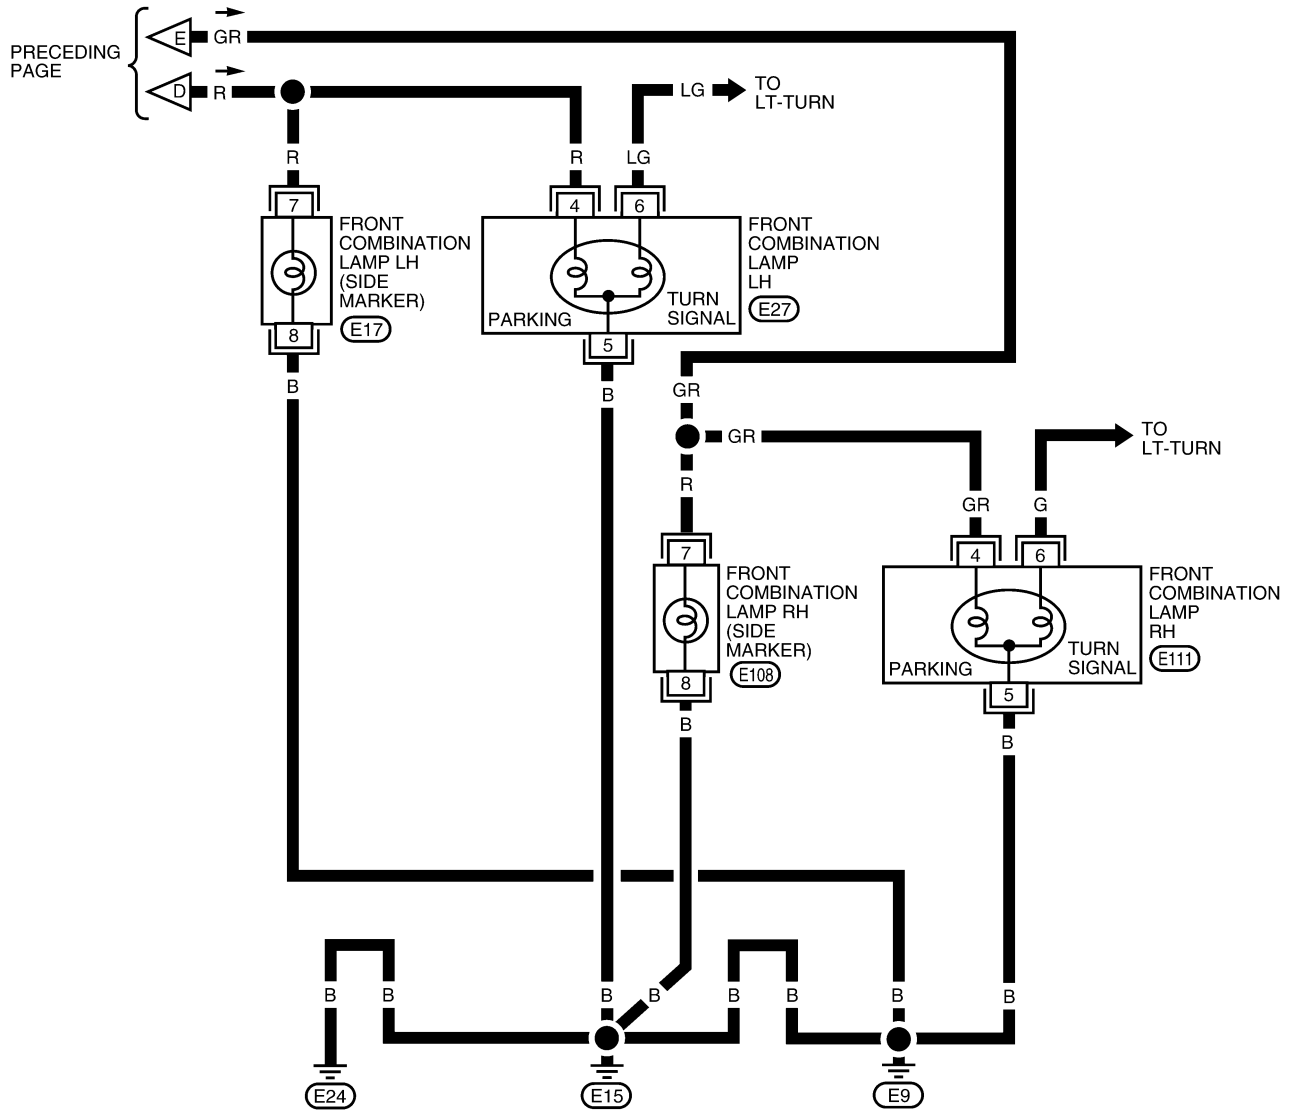 PRECEDING
PAGE
E
GR
D
R
LG
TO
LT-TURN
R
R
LG
7
4
6
FRONT
COMBINATION
LAMP LH
(SIDE
MARKER)
E17
8
B
FRONT
COMBINATION
LAMP
LH
E27
PARKING
TURN
SIGNAL
5
B
GR
GR
R
TO
LT-TURN
GR
G
7
4
6
FRONT
COMBINATION
LAMP RH
(SIDE
MARKER)
E108
8
B
FRONT
COMBINATION
LAMP
RH
E111
PARKING
TURN
SIGNAL
5
B
B
B
B
B
B
B
B
B
E24
E15
E9